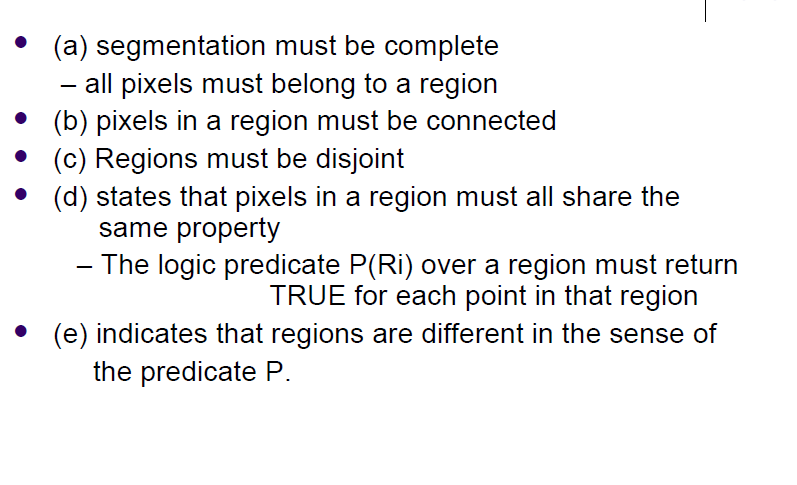 • (a) segmentation must be complete
– all pixels must belong to a region
• (b) pixels in a region must be connected
• (c) Regions must be disjoint
• (d) states that pixels in a region must all share the
same property
– The logic predicate P(Ri) over a region must return
TRUE for each point in that region
• (e) indicates that regions are different in the sense of
the predicate P.